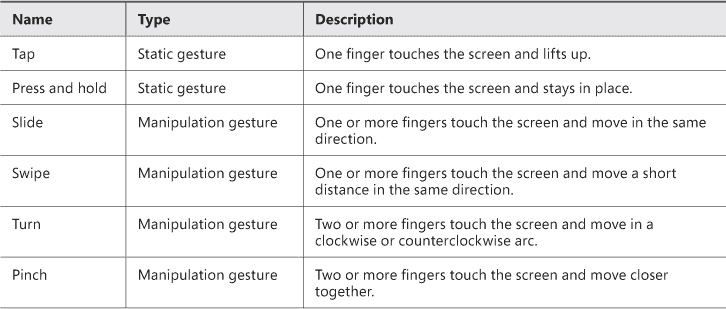 Name Type Description
Tap Static gesture One finger touches the screen and lifts up.
Press and hold Static gesture One finger touches the screen and stays in place.
Slide Manipulation gesture One or more fingers touch the screen and move in the same
direction.
Swipe Manipulation gesture One or more fingers touch the screen and move a short
distance in the same direction.
Turn Manipulation gesture Two or more fingers touch the screen and move in a
clockwise or counterclockwise arc.
Pinch Manipulation gesture Two or more fingers touch the screen and move closer
together.